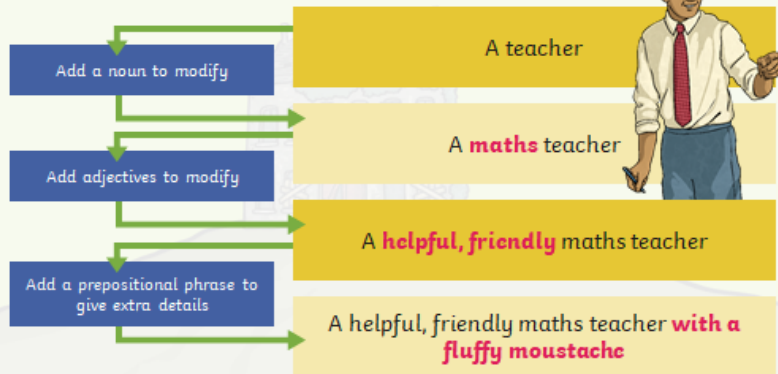 A teacher
Add a noun to modify
A maths teacher
Add adjectives to modify
A helpful, friendly maths teacher
Add a prepositional phrase to
give extra details
A helpful, friendly maths teacher with a
fluffy moustache